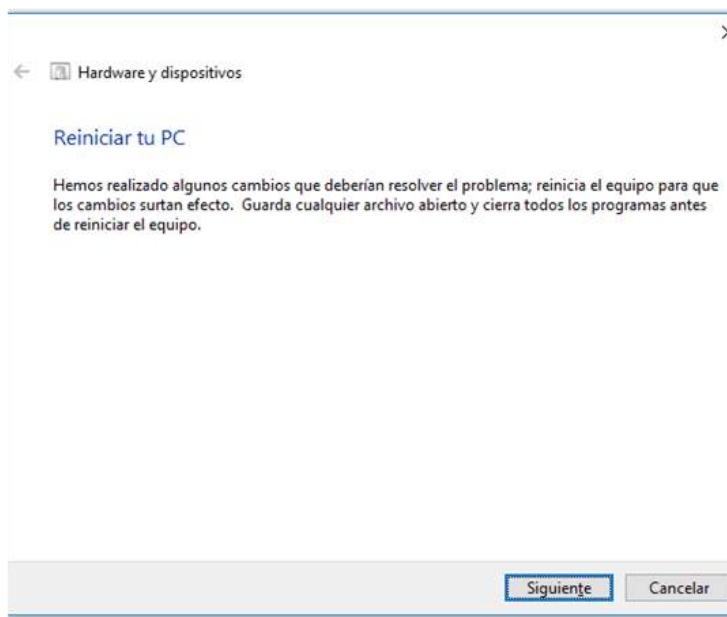 Hardware y dispositivos
Reiniciar tu PC
Hemos realizado algunos cambios que deberían resolver el problema; reinicia el equipo para que
los cambios surtan efecto.  Guarda cualquier archivo abierto y cierra todos los programas antes
de reiniciar el equipo.
Siguiente
Cancelar